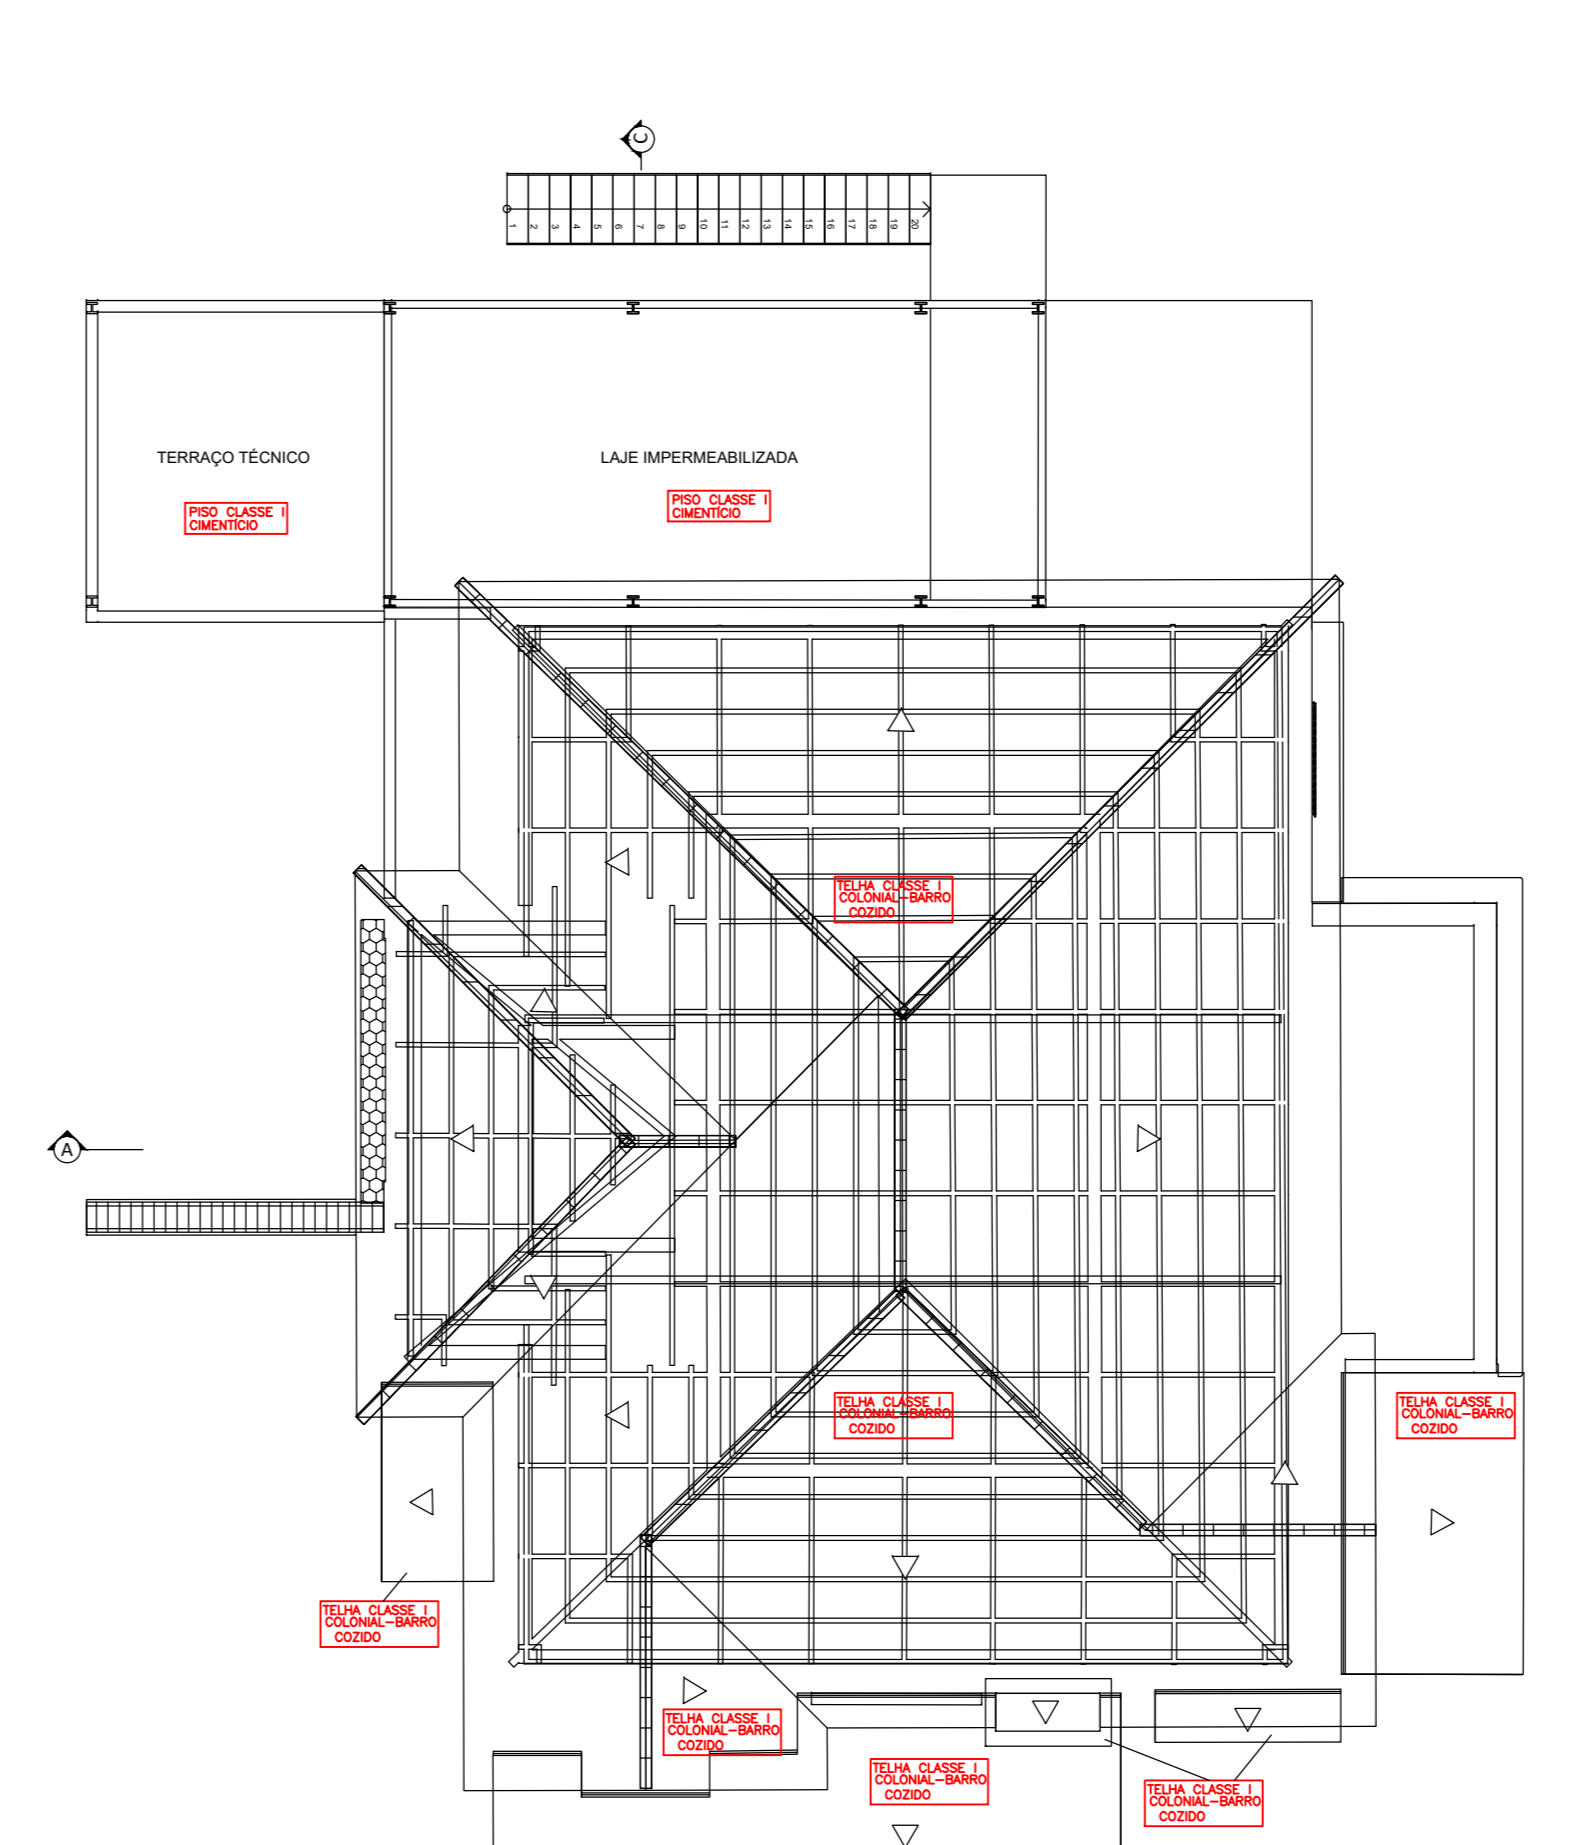 C
1 2 3 4 5 6 7 8 9 10 11 12 13 14 15 16 17 18 19 20
TERRAÇO TÉCNICO
LAJE IMPERMEABILIZADA
PISO CLASSE I
CIMENTÍCIO
PISO CLASSE I
CIMENTÍCIO
TELHA CLASSE I
COLONIAL-BARRO
COZIDO
A
TELHA CLASSE I
COLONIAL-BARRO
COZIDO
TELHA CLASSE I
COLONIAL-BARRO
COZIDO
TELHA CLASSE I
COLONIAL-BARRO
COZIDO
TELHA CLASSE I
COLONIAL-BARRO
COZIDO
TELHA CLASSE I
COLONIAL-BARRO
COZIDO
TELHA CLASSE I
COLONIAL-BARRO
COZIDO